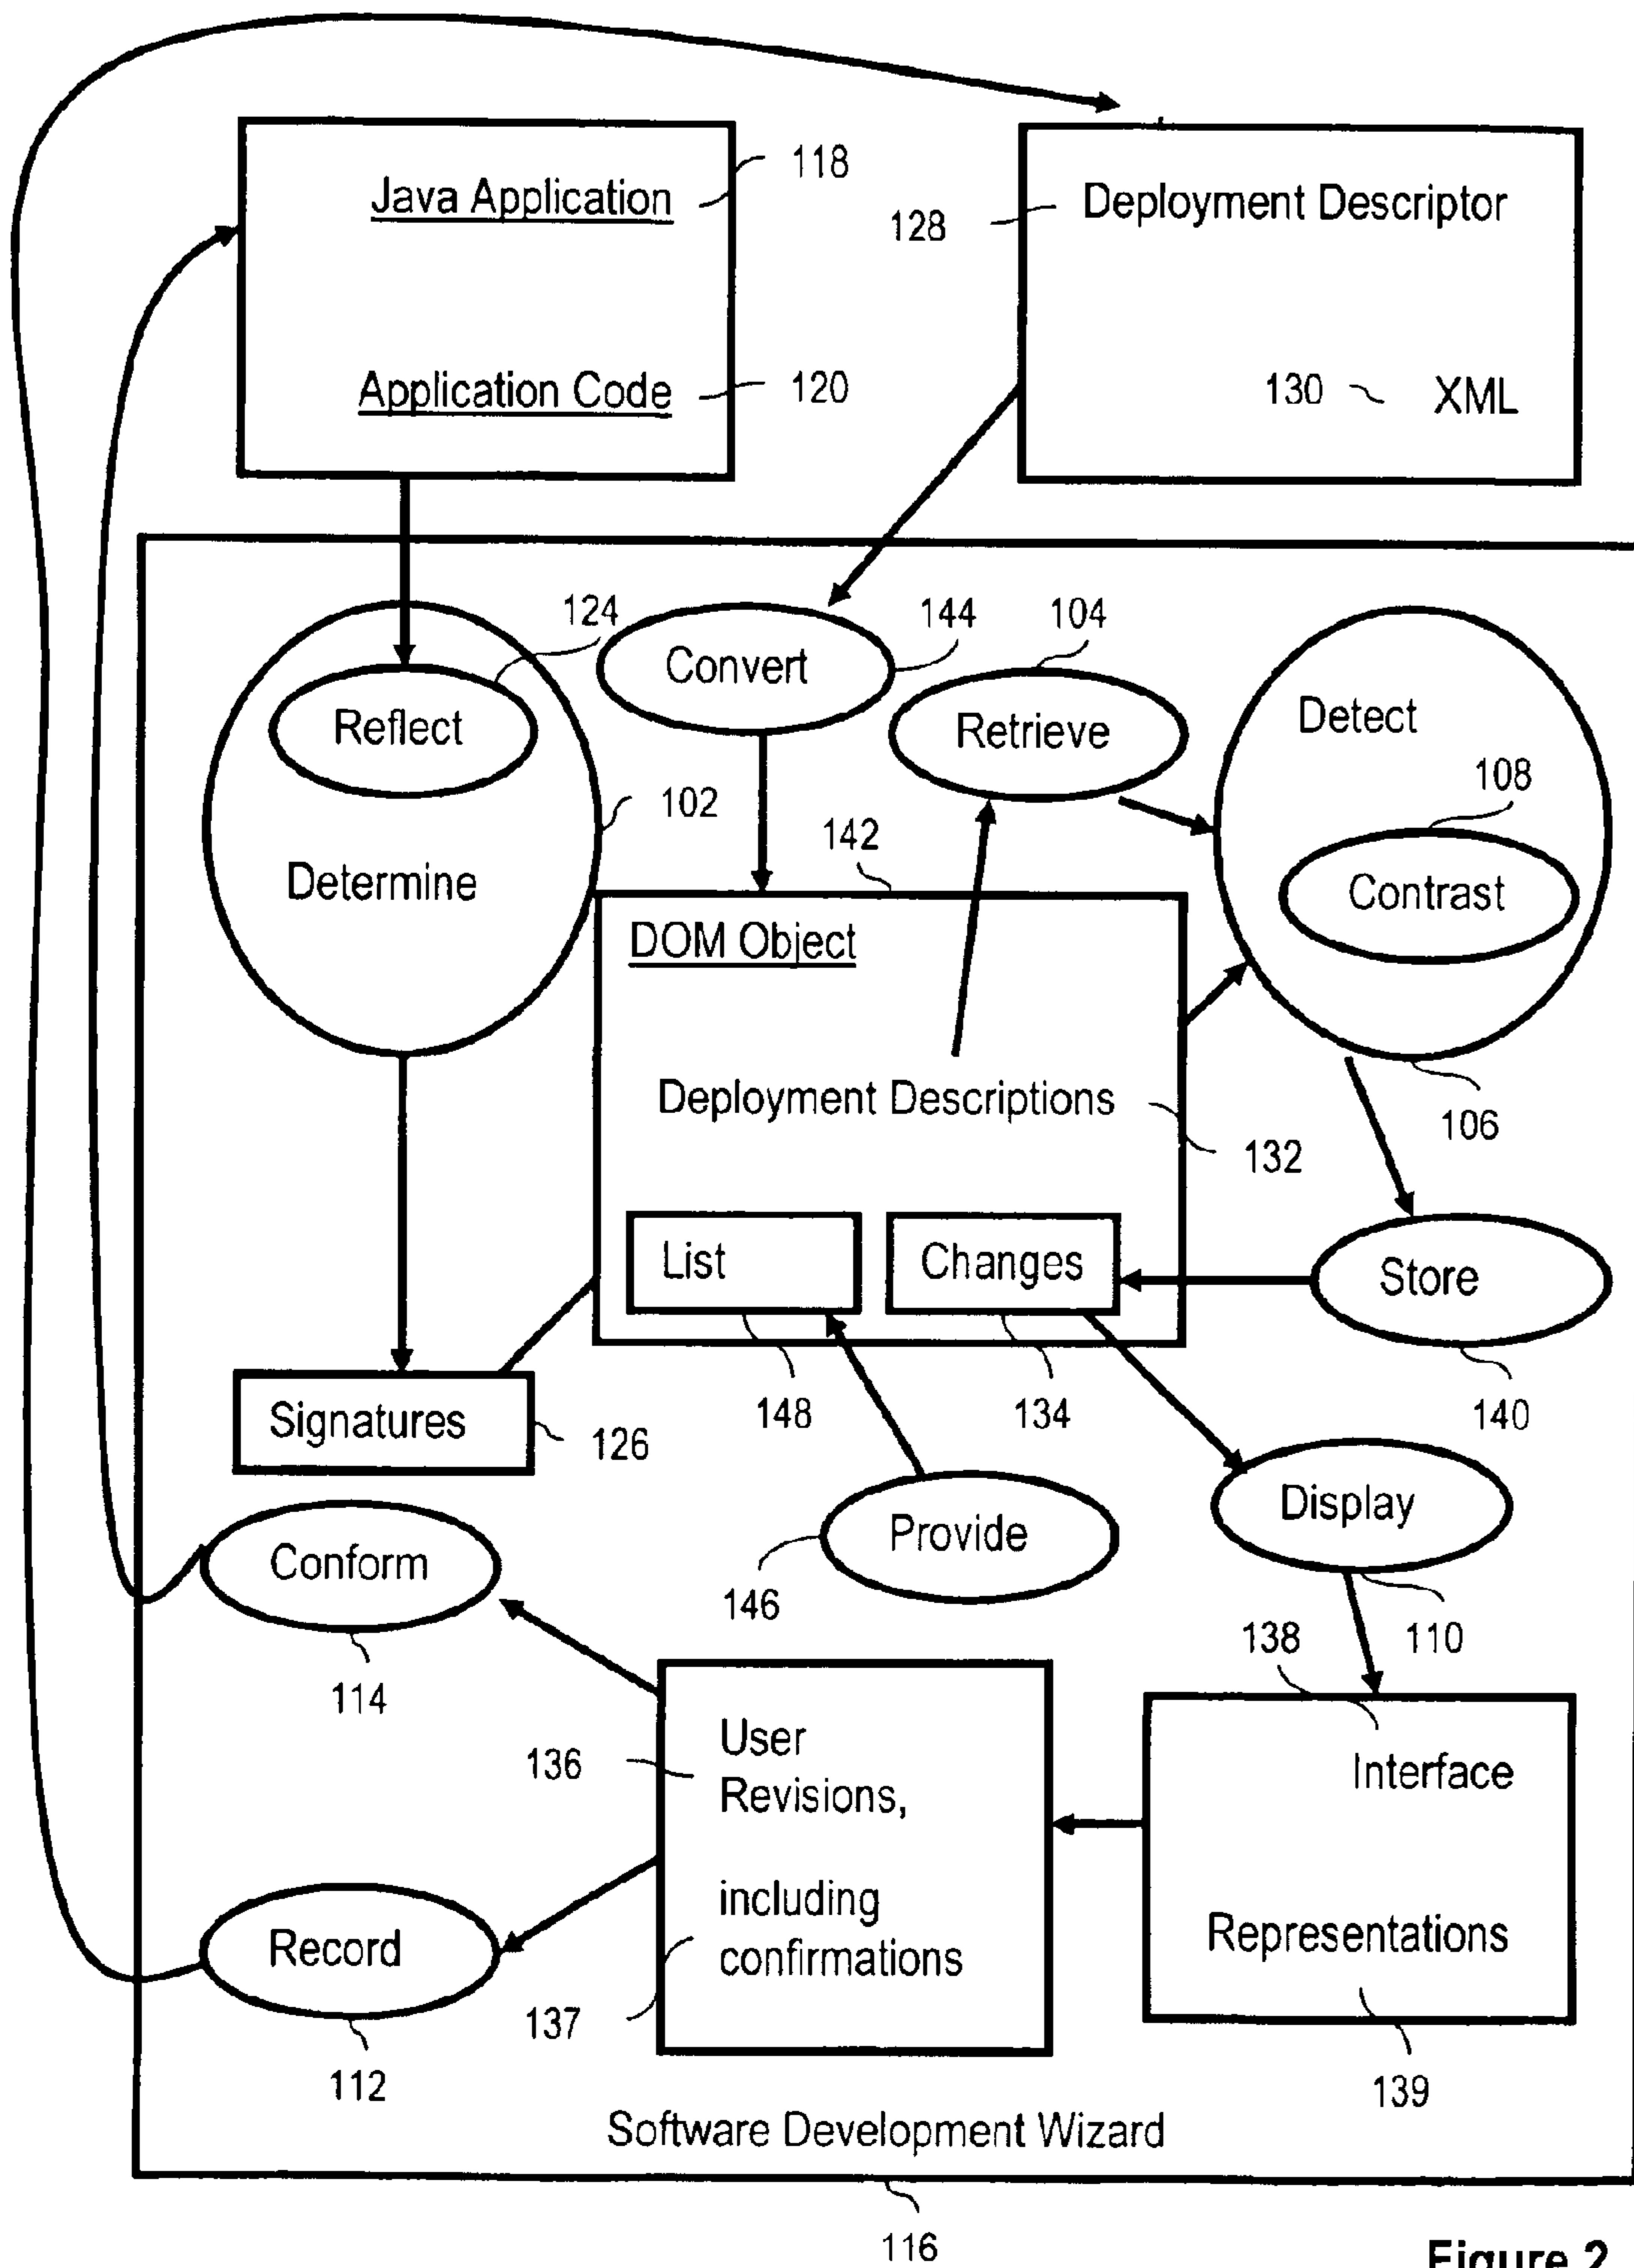 118
Java Application
128
Deployment Descriptor
120
Application Code
130
XML
124
144
104
Convert
Reflect
Retrieve
Detect
108
102
142
Determine
Contrast
DOM Object
Deployment Descriptions
106
132
List
Changes
Store
148
134
140
Signatures
126
Display
Provide
Conform
146
110
138
114
136
User
Revisions,
Interface
including
confirmations
Record
Representations
137
112
139
Software Development Wizard
116
Figure 2